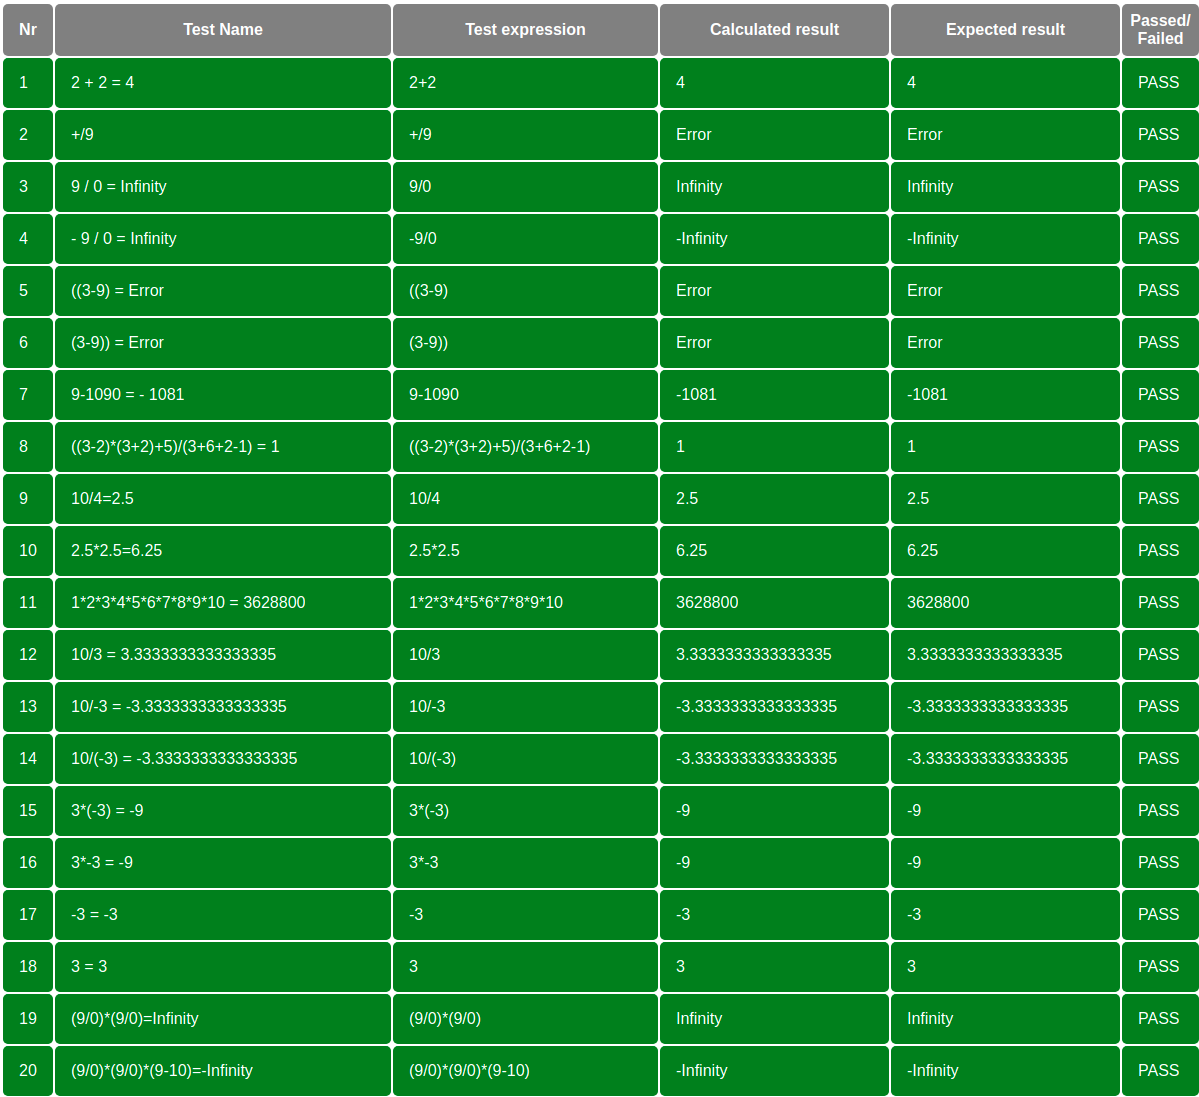 Nr Test Name Test expression Calculated result Expected result Passed/
Failed
1 2 + 2 = 4 2+2 4 4 PASS
2 +/9 +/9 Error Error PASS
3 9 / 0 = Infinity 9/0 Infinity Infinity PASS
4 - 9 / 0 = Infinity -9/0 -Infinity -Infinity PASS
5 ((3-9) = Error ((3-9) Error Error PASS
6 (3-9)) = Error (3-9)) Error Error PASS
7 9-1090 = - 1081 9-1090 -1081 -1081 PASS
8 ((3-2)*(3+2)+5)/(3+6+2-1) = 1 ((3-2)*(3+2)+5)/(3+6+2-1) 1 1 PASS
9 10/4=2.5 10/4 2.5 2.5 PASS
10 2.5*2.5=6.25 2.5*2.5 6.25 6.25 PASS
11 1*2*3*4*5*6*7*8*9*10 = 3628800 1*2*3*4*5*6*7*8*9*10 3628800 3628800 PASS
12 10/3 = 3.3333333333333335 10/3 3.3333333333333335 3.3333333333333335 PASS
13 10/-3 = -3.3333333333333335 10/-3 -3.3333333333333335 -3.3333333333333335 PASS
14 10/(-3) = -3.3333333333333335 10/(-3) -3.3333333333333335 -3.3333333333333335 PASS
15 3*(-3) = -9 3*(-3) -9 -9 PASS
16 3*-3 = -9 3*-3 -9 -9 PASS
17 -3 = -3 -3 -3 -3 PASS
18 3 = 3 3 3 3 PASS
19 (9/0)*(9/0)=Infinity (9/0)*(9/0) Infinity Infinity PASS
20 (9/0)*(9/0)*(9-10)=-Infinity (9/0)*(9/0)*(9-10) -Infinity -Infinity PASS